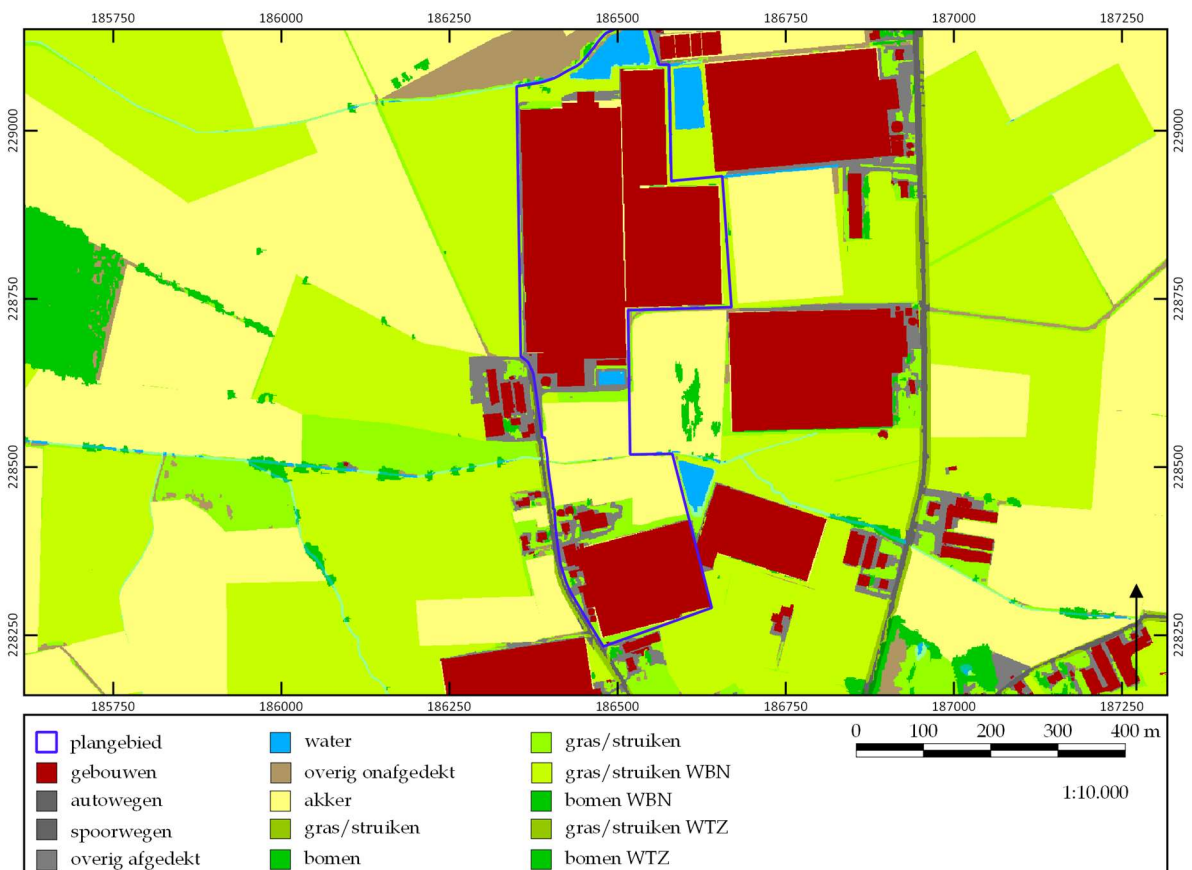 185750 186000 186250 186500 186750 187000 187250
229000 229000
228750 228750
228500 228500
228250 228250
185750 186000 186250 186500 186750 187000 187250
plangebied
gebouwen
autowegen
spoorwegen
overig afgedekt
water
overig onafgedekt
akker
gras/struiken
bomen
gras/struiken
gras/struiken WBN
bomen WBN
gras/struiken WTZ
bomen WTZ
0 100 200 300 400 m
1:10.000